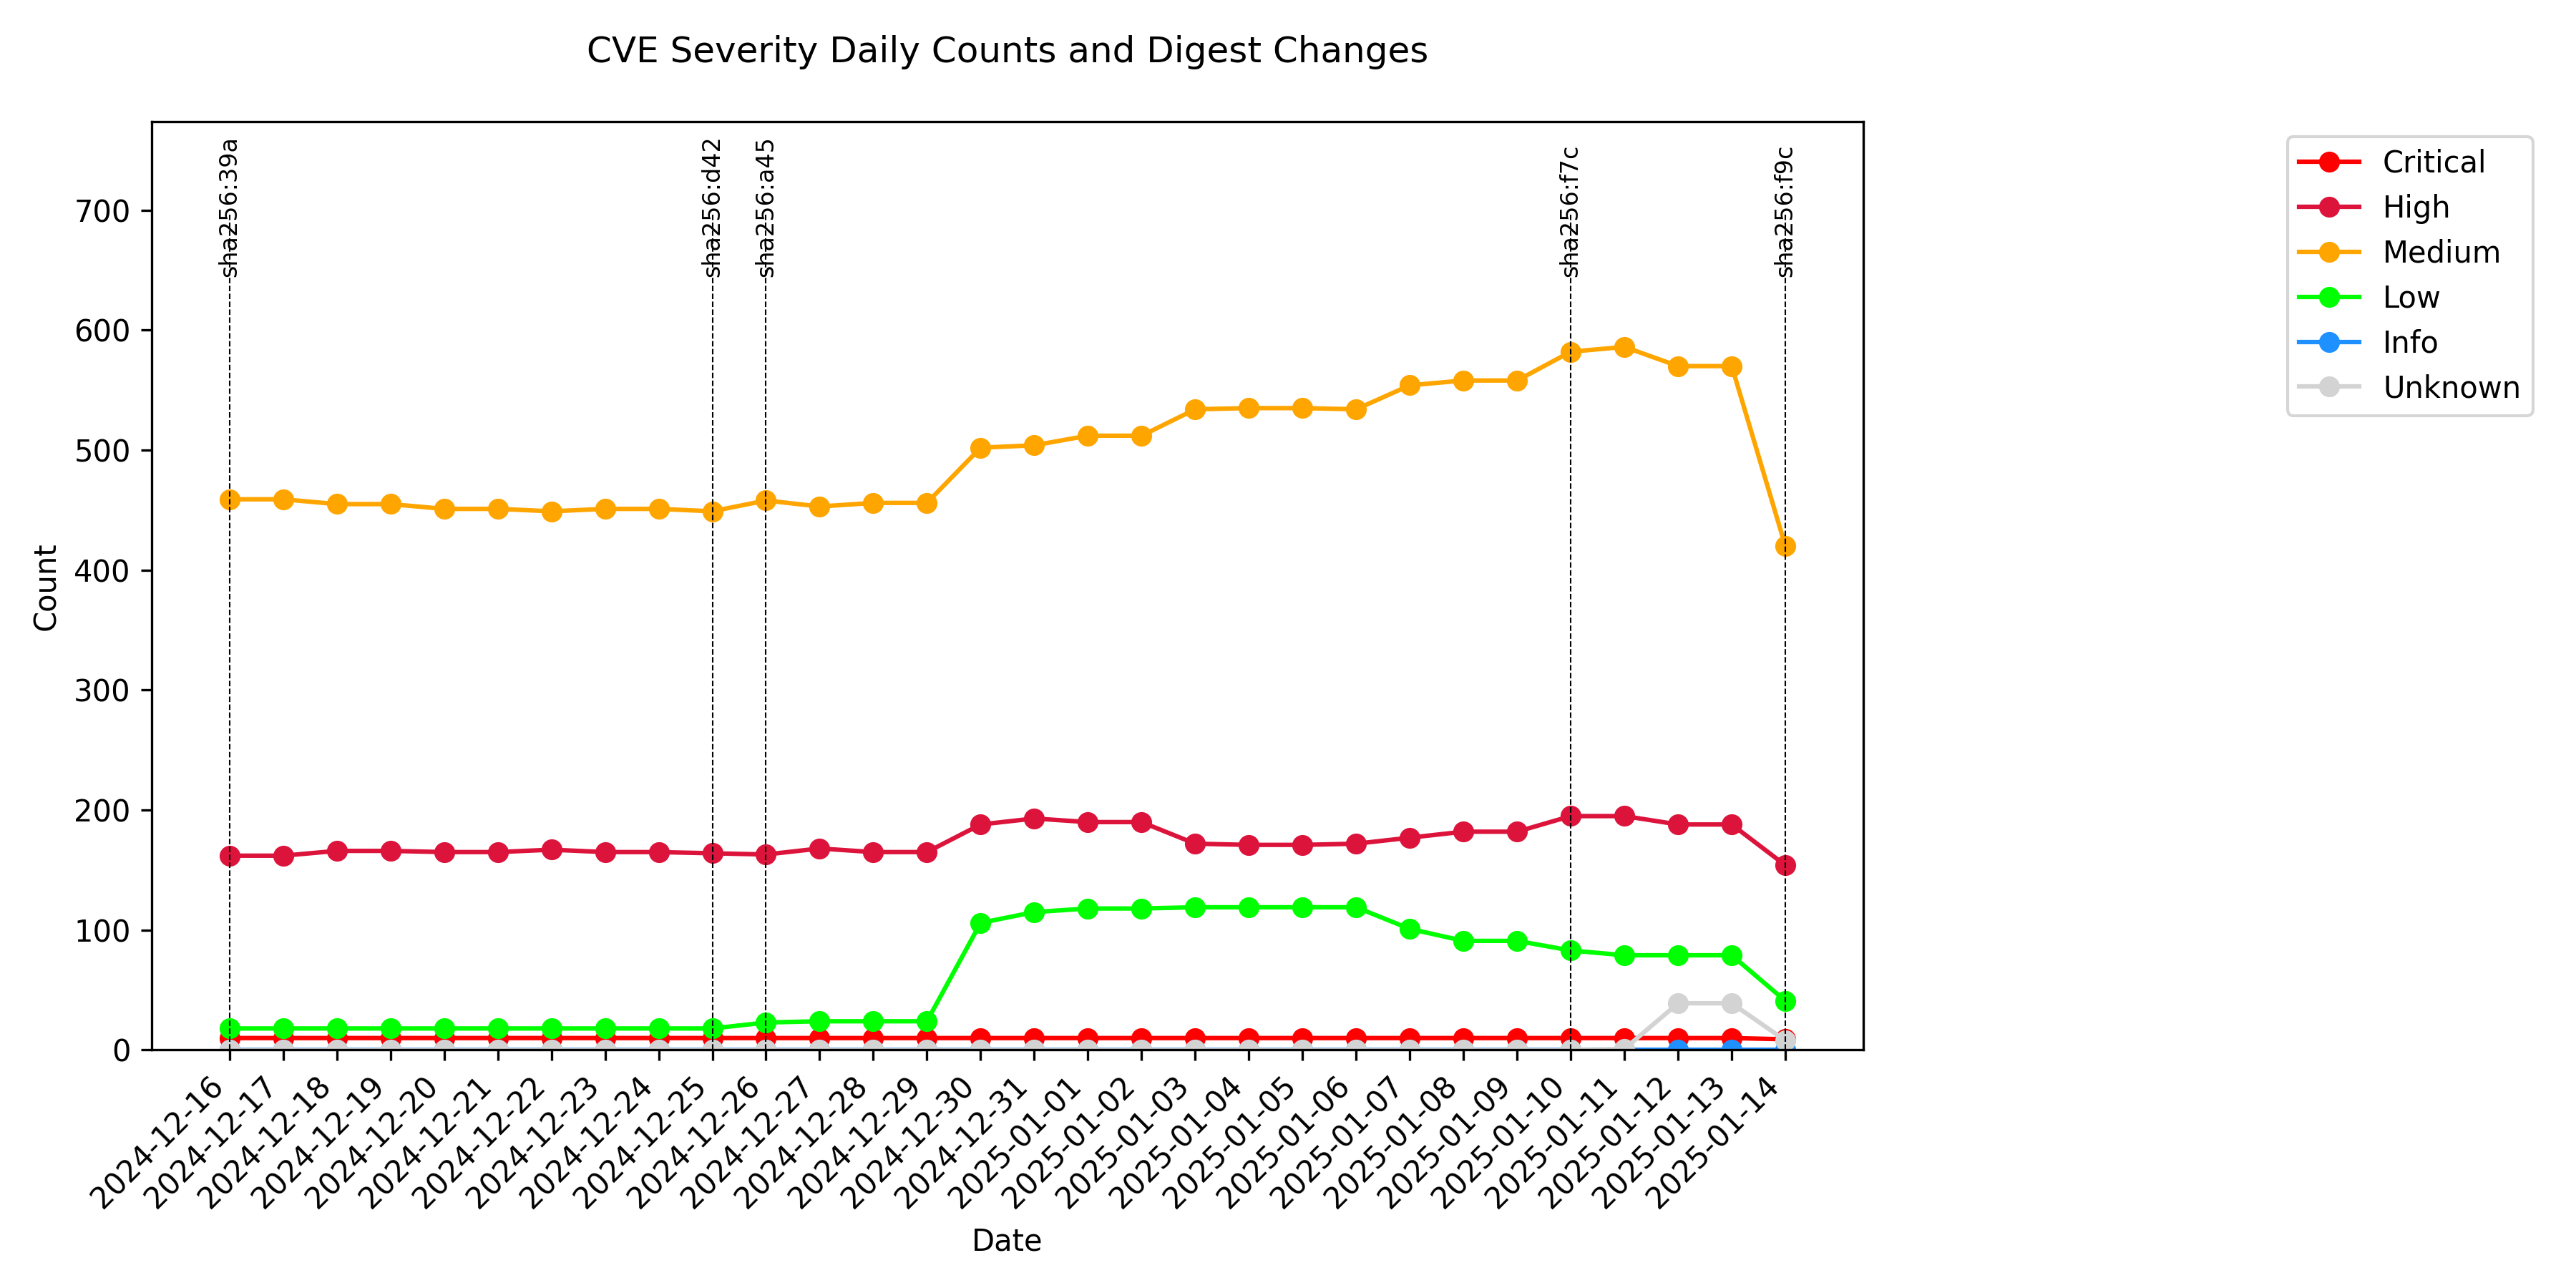 CVE Severity Daily Counts and Digest Changes
sha256:39a
sha256:d42
sha256:a45
sha256:f7c
sha256:f9c
Critical
High
Medium
Low
Info
Unknown
Count
700
600
500
400
300
200
100
0
2024-12-16
2024-12-17
2024-12-18
2024-12-19
2024-12-20
2024-12-21
2024-12-22
2024-12-23
2024-12-24
2024-12-25
2024-12-26
2024-12-27
2024-12-28
2024-12-29
2024-12-30
2024-12-31
2025-01-01
2025-01-02
2025-01-03
2025-01-04
2025-01-05
2025-01-06
2025-01-07
2025-01-08
2025-01-09
2025-01-10
2025-01-11
2025-01-12
2025-01-13
2025-01-14
Date